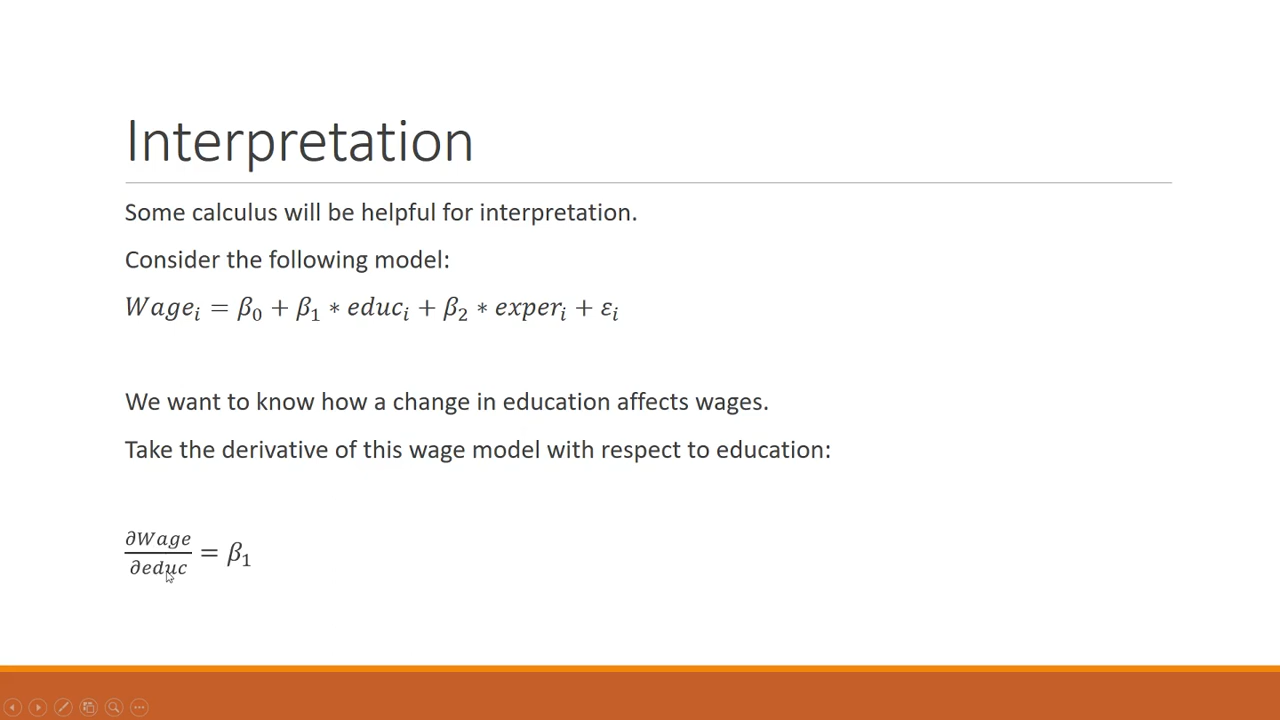 Interpretation
Some calculus will be helpful for interpretation.
Consider the following model:
Wageᵢ = β₀ + β₁ ∗ educᵢ + β₂ ∗ experᵢ + εᵢ
We want to know how a change in education affects wages.
Take the derivative of this wage model with respect to education:
∂Wage/∂educ = β₁